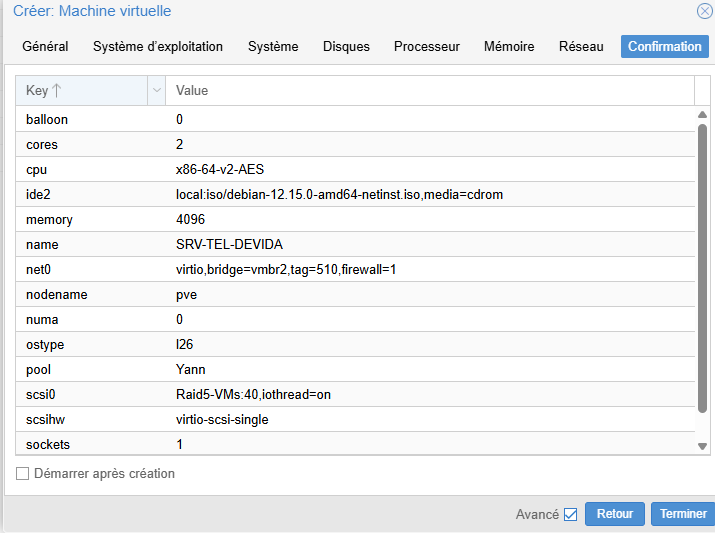 Créer: Machine virtuelle
Général Système d'exploitation Système Disques Processeur Mémoire Réseau Confirmation
Key Value
balloon 0
cores 2
cpu x86-64-v2-AES
ide2 local:iso/debian-12.15.0-amd64-netinst.iso,media=cdrom
memory 4096
name SRV-TEL-DEVIDA
net0 virtio,bridge=vmbr2,tag=510,firewall=1
nodename pve
numa 0
ostype l26
pool Yann
scsi0 Raid5-VMs:40,iothread=on
scsihw virtio-scsi-single
sockets 1
Démarrer après création
Avancé Retour Terminer